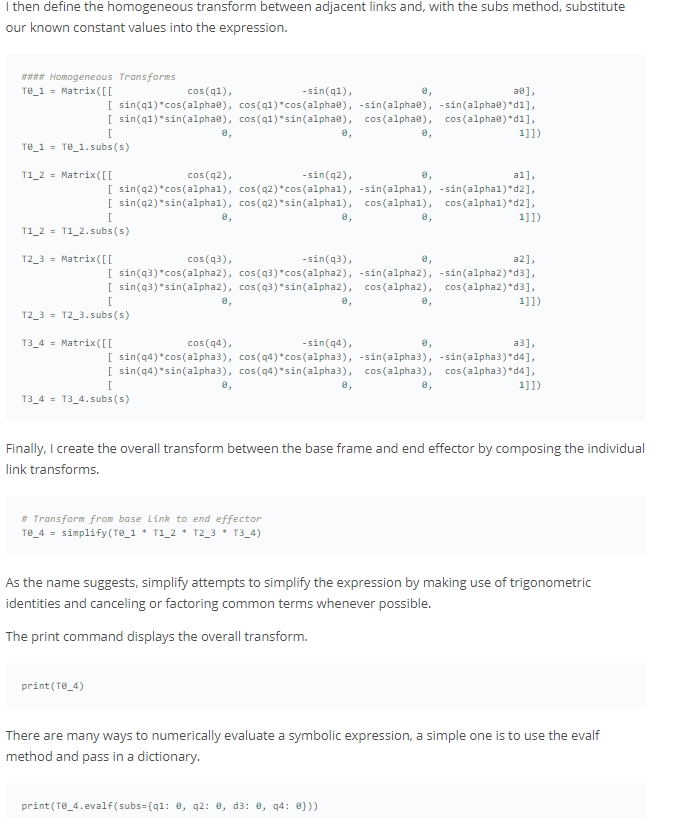 I then define the homogeneous transform between adjacent links and, with the subs method, substitute
our known constant values into the expression.
#### Homogeneous Transforms
T0_1 = Matrix([[             cos(q1),            -sin(q1),            0,              a0],
               [ sin(q1)*cos(alpha0), cos(q1)*cos(alpha0), -sin(alpha0), -sin(alpha0)*d1],
               [ sin(q1)*sin(alpha0), cos(q1)*sin(alpha0),  cos(alpha0),  cos(alpha0)*d1],
               [                   0,                   0,            0,               1]])
T0_1 = T0_1.subs(s)
T1_2 = Matrix([[             cos(q2),            -sin(q2),            0,              a1],
               [ sin(q2)*cos(alpha1), cos(q2)*cos(alpha1), -sin(alpha1), -sin(alpha1)*d2],
               [ sin(q2)*sin(alpha1), cos(q2)*sin(alpha1),  cos(alpha1),  cos(alpha1)*d2],
               [                   0,                   0,            0,               1]])
T1_2 = T1_2.subs(s)
T2_3 = Matrix([[             cos(q3),            -sin(q3),            0,              a2],
               [ sin(q3)*cos(alpha2), cos(q3)*cos(alpha2), -sin(alpha2), -sin(alpha2)*d3],
               [ sin(q3)*sin(alpha2), cos(q3)*sin(alpha2),  cos(alpha2),  cos(alpha2)*d3],
               [                   0,                   0,            0,               1]])
T2_3 = T2_3.subs(s)
T3_4 = Matrix([[             cos(q4),            -sin(q4),            0,              a3],
               [ sin(q4)*cos(alpha3), cos(q4)*cos(alpha3), -sin(alpha3), -sin(alpha3)*d4],
               [ sin(q4)*sin(alpha3), cos(q4)*sin(alpha3),  cos(alpha3),  cos(alpha3)*d4],
               [                   0,                   0,            0,               1]])
T3_4 = T3_4.subs(s)
Finally, I create the overall transform between the base frame and end effector by composing the individual
link transforms.
# Transform from base link to end effector
T0_4 = simplify(T0_1 * T1_2 * T2_3 * T3_4)
As the name suggests, simplify attempts to simplify the expression by making use of trigonometric
identities and canceling or factoring common terms whenever possible.
The print command displays the overall transform.
print(T0_4)
There are many ways to numerically evaluate a symbolic expression, a simple one is to use the evalf
method and pass in a dictionary.
print(T0_4.evalf(subs={q1: 0, q2: 0, d3: 0, q4: 0}))